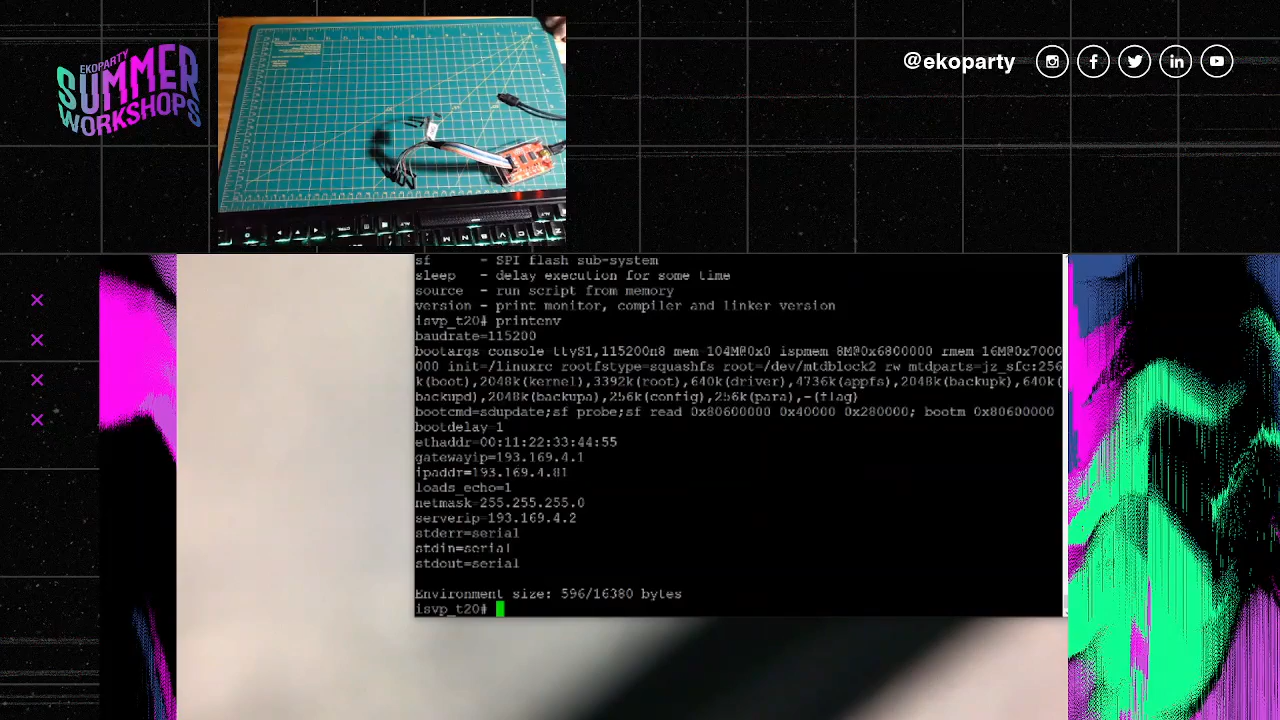 EKOPARTY
SUMMER
WORKSHOPS
@ekoparty
sf - SPI flash sub-system
sleep - delay execution for some time
source - run script from memory
version - print monitor, compiler and linker version
isvp_t20# printenv
baudrate=115200
bootargs=console=ttyS1,115200n8 mem=104M@0x0 ispmem=8M@0x6800000 rmem=16M@0x7000
000 init=/linuxrc rootfstype=squashfs root=/dev/mtdblock2 rw mtdparts=jz_sfc:256
k(boot),2048k(kernel),3392k(root),640k(driver),4736k(appfs),2048k(backupk),640k(
backupd),2048k(backupa),256k(config),256k(para),-(flag)
bootcmd=sdupdate;sf probe;sf read 0x80600000 0x40000 0x280000; bootm 0x80600000
bootdelay=1
ethaddr=00:11:22:33:44:55
gatewayip=193.169.4.1
ipaddr=193.169.4.81
loads_echo=1
netmask=255.255.255.0
serverip=193.169.4.2
stderr=serial
stdin=serial
stdout=serial
Environment size: 596/16380 bytes
isvp_t20#